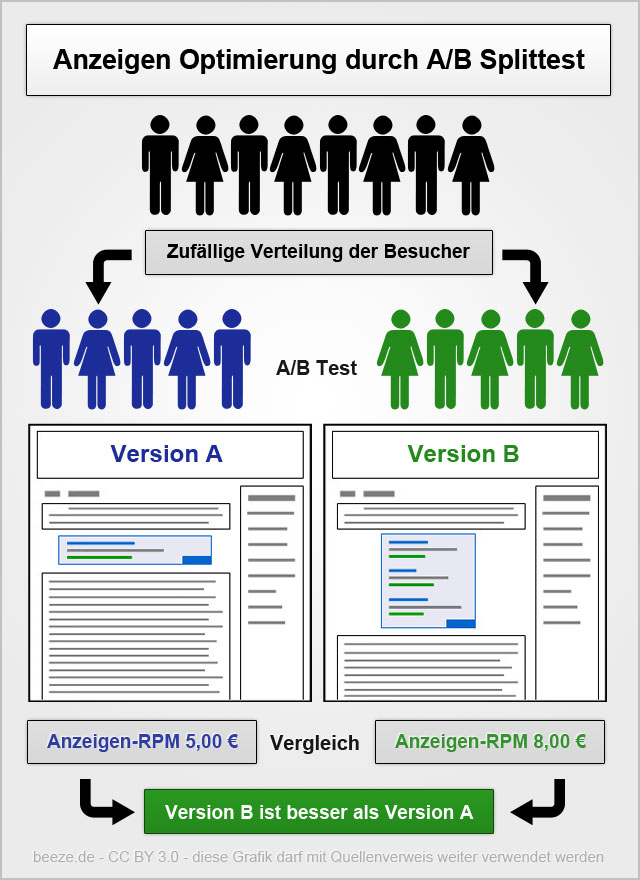 Anzeigen Optimierung durch A/B Splittest
Zufällige Verteilung der Besucher
A/B Test
Version A
Version B
Anzeigen-RPM 5,00 €
Vergleich
Anzeigen-RPM 8,00 €
Version B ist besser als Version A
beeze.de - CC BY 3.0 - diese Grafik darf mit Quellenverweis weiter verwendet werden